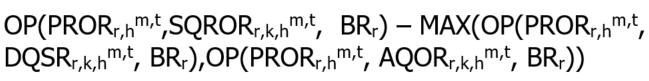 OP(PROR_{r,h}^{m,t},SQROR_{r,k,h}^{m,t}, BR_r) – MAX(OP(PROR_{r,h}^{m,t},
DQSR_{r,k,h}^{m,t}, BR_r),OP(PROR_{r,h}^{m,t}, AQOR_{r,k,h}^{m,t}, BR_r))